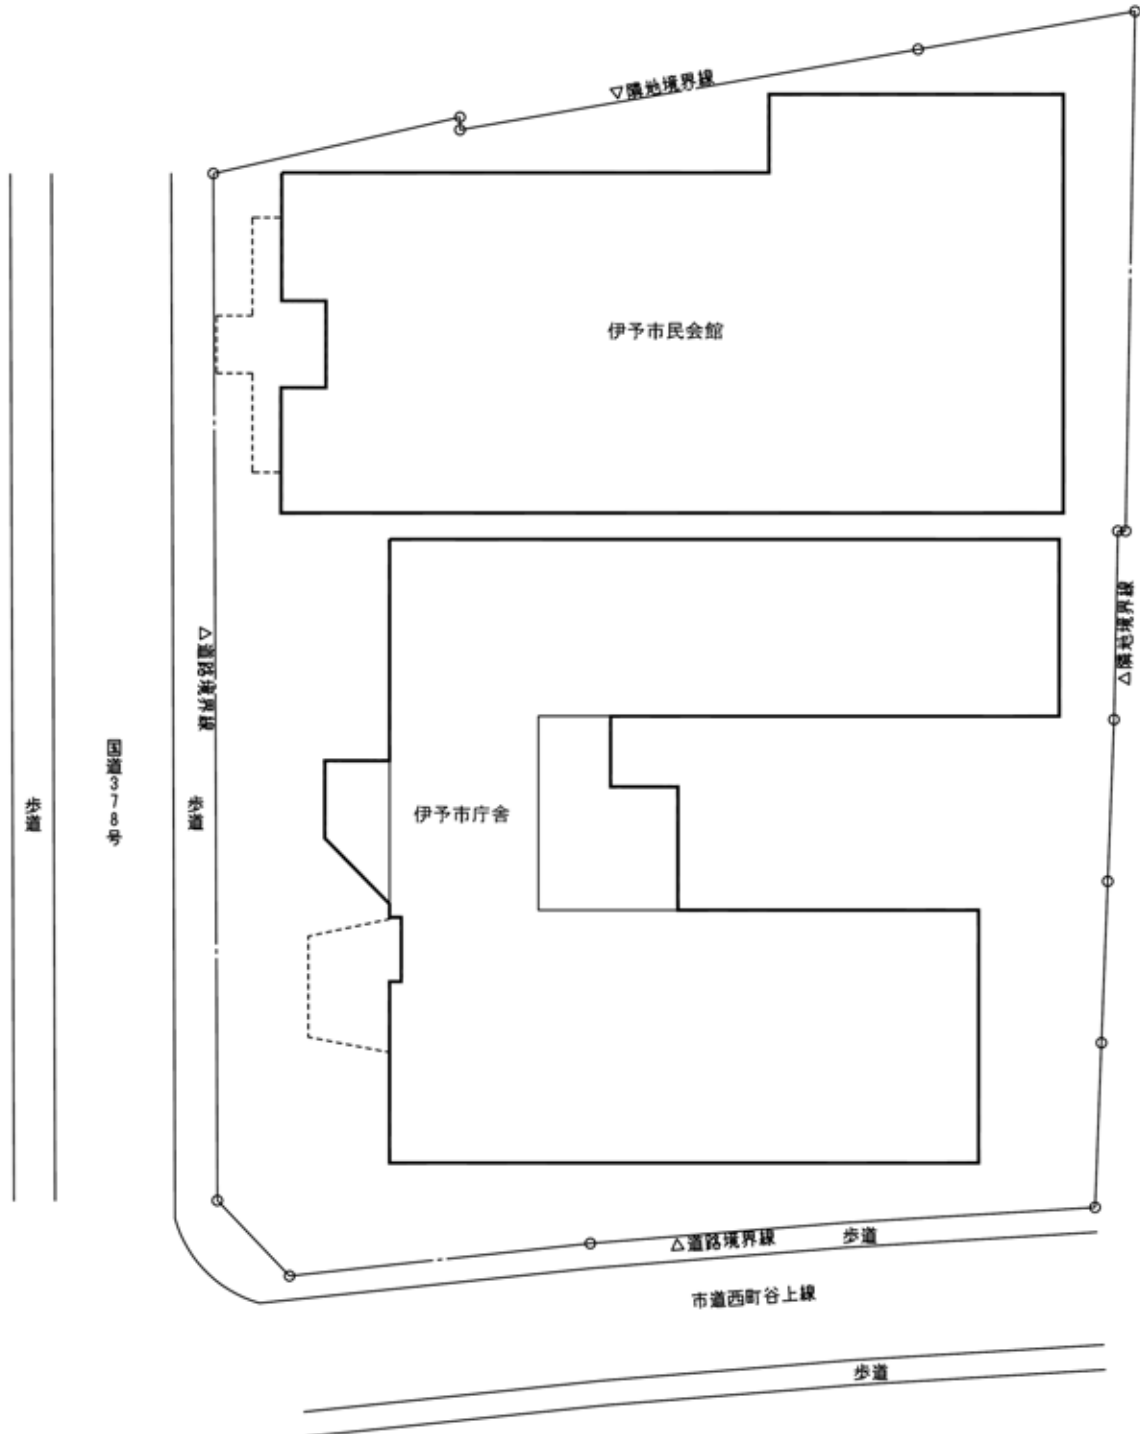 ▽隣地境界線
伊予市民会館
△隣地境界線
△道路境界線
国道378号
歩道
歩道
伊予市庁舎
△道路境界線
歩道
市道西町谷上線
歩道